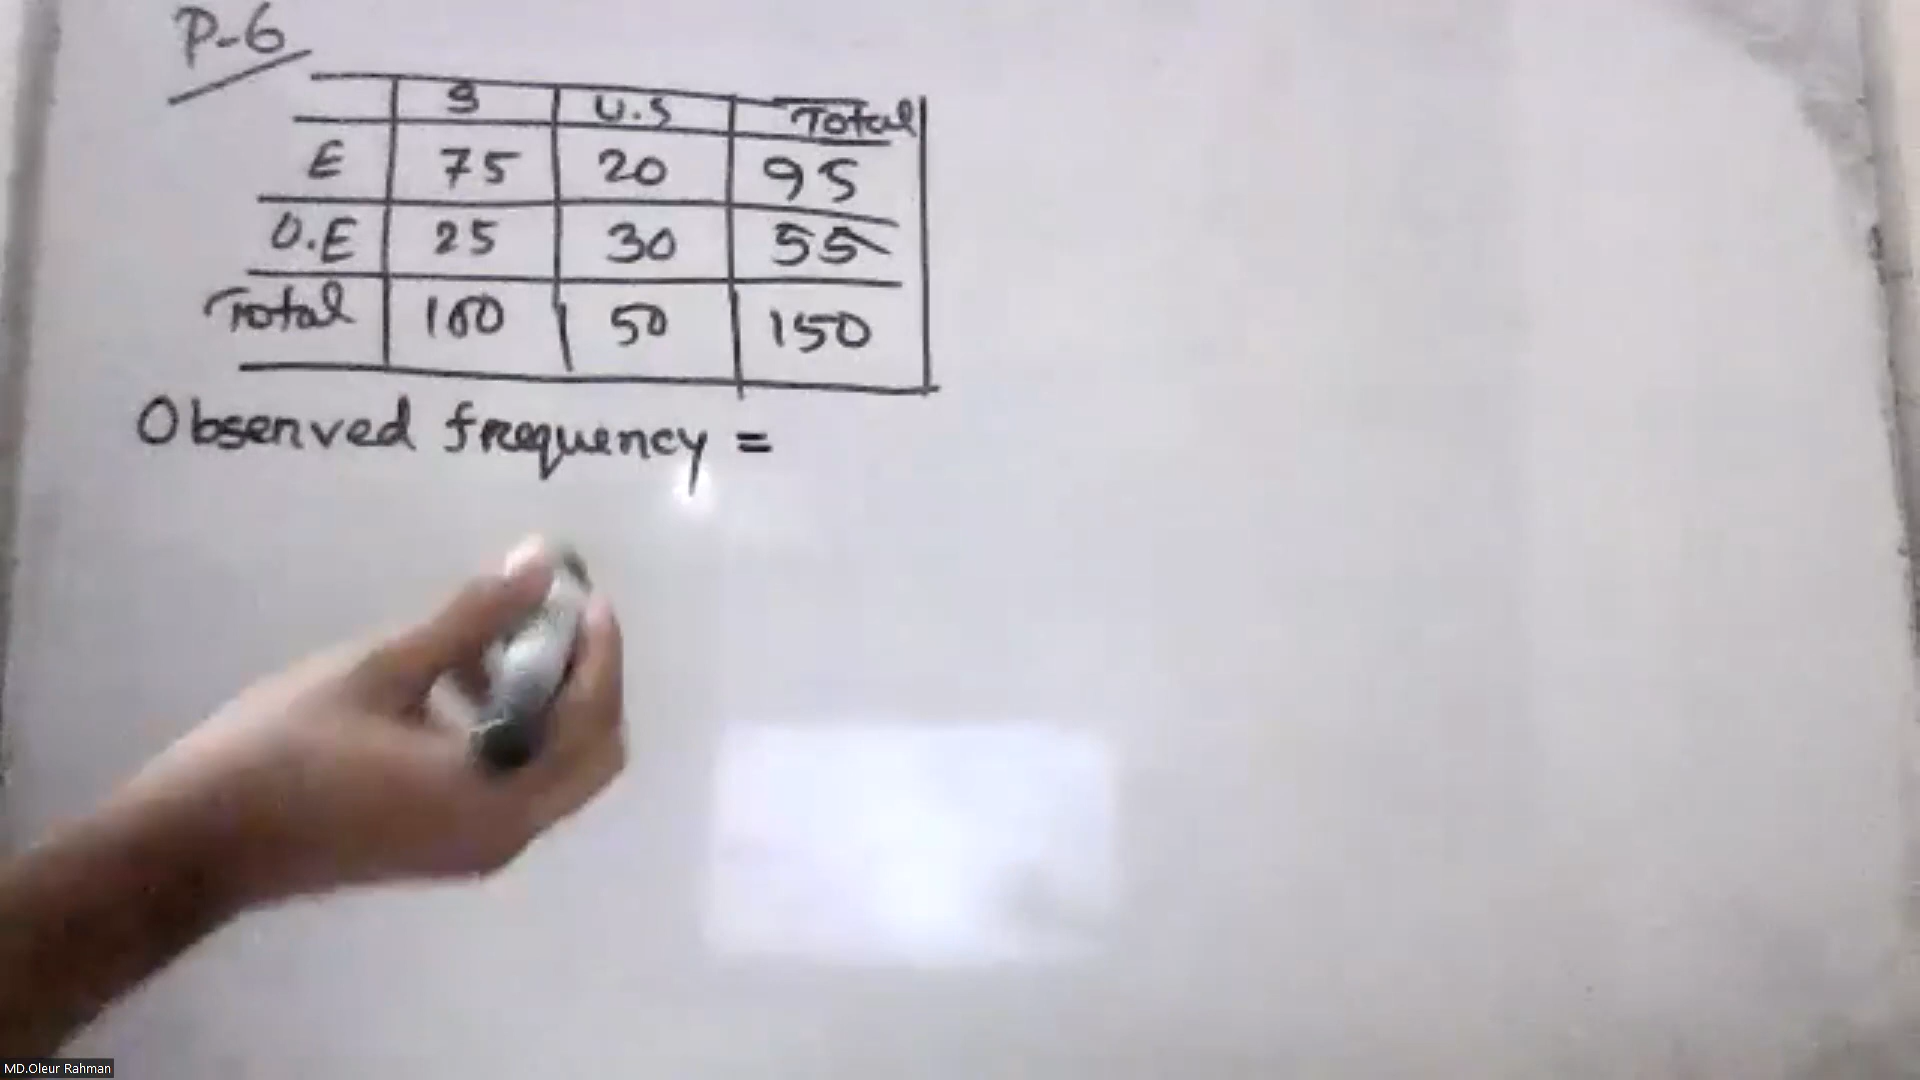 P-6
S U.S Total
E 75 20 95
U.E 25 30 55
Total 100 50 150
Observed frequency =
MD.Oleur Rahman